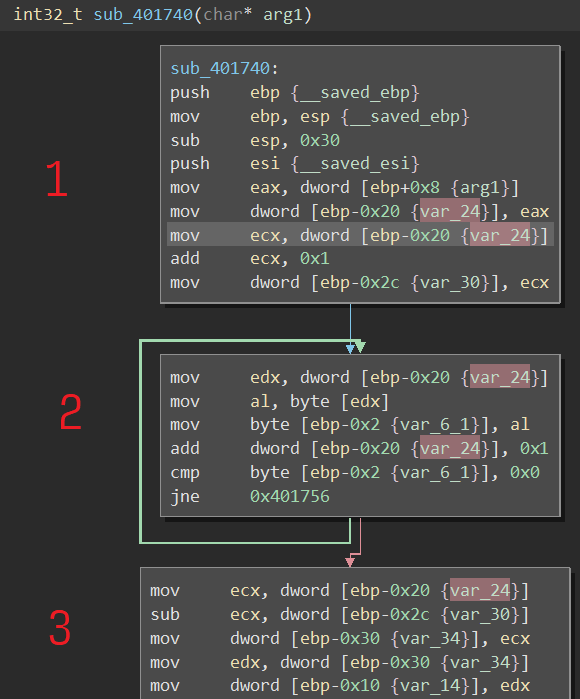 int32_t sub_401740(char* arg1)
1
sub_401740:
push ebp {__saved_ebp}
mov ebp, esp {__saved_ebp}
sub esp, 0x30
push esi {__saved_esi}
mov eax, dword [ebp+0x8 {arg1}]
mov dword [ebp-0x20 {var_24}], eax
mov ecx, dword [ebp-0x20 {var_24}]
add ecx, 0x1
mov dword [ebp-0x2c {var_30}], ecx
2
mov edx, dword [ebp-0x20 {var_24}]
mov al, byte [edx]
mov byte [ebp-0x2 {var_6_1}], al
add dword [ebp-0x20 {var_24}], 0x1
cmp byte [ebp-0x2 {var_6_1}], 0x0
jne 0x401756
3
mov ecx, dword [ebp-0x20 {var_24}]
sub ecx, dword [ebp-0x2c {var_30}]
mov dword [ebp-0x30 {var_34}], ecx
mov edx, dword [ebp-0x30 {var_34}]
mov dword [ebp-0x10 {var_14}], edx